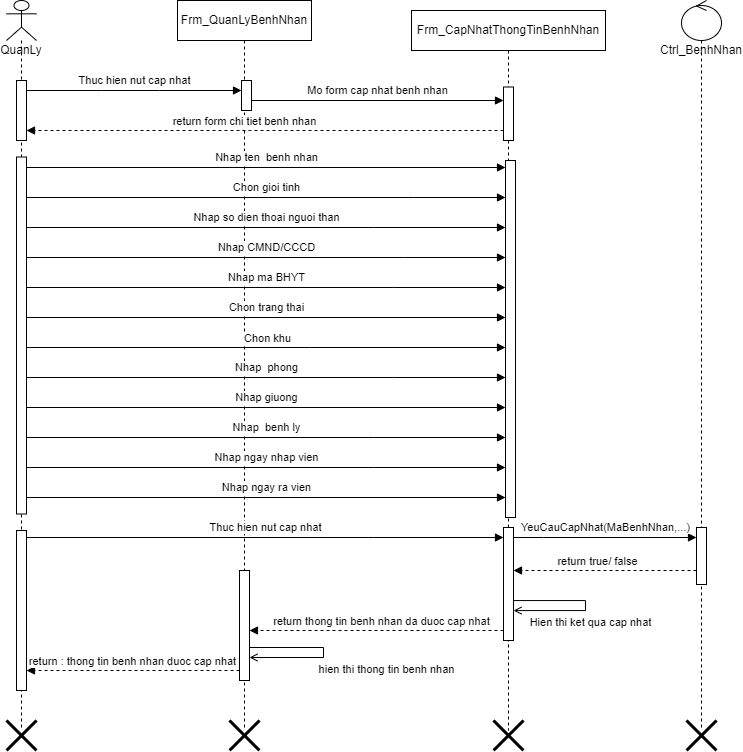 Frm_QuanLyBenhNhan
Frm_CapNhatThongTinBenhNhan
QuanLy
Ctrl_BenhNhan
Thuc hien nut cap nhat
Mo form cap nhat benh nhan
return form chi tiet benh nhan
Nhap ten benh nhan
Chon gioi tinh
Nhap so dien thoai nguoi than
Nhap CMND/CCCD
Nhap ma BHYT
Chon trang thai
Chon khu
Nhap phong
Nhap giuong
Nhap benh ly
Nhap ngay nhap vien
Nhap ngay ra vien
Thuc hien nut cap nhat
YeuCauCapNhat(MaBenhNhan,...)
return true/ false
return thong tin benh nhan da duoc cap nhat
Hien thi ket qua cap nhat
return : thong tin benh nhan duoc cap nhat
hien thi thong tin benh nhan